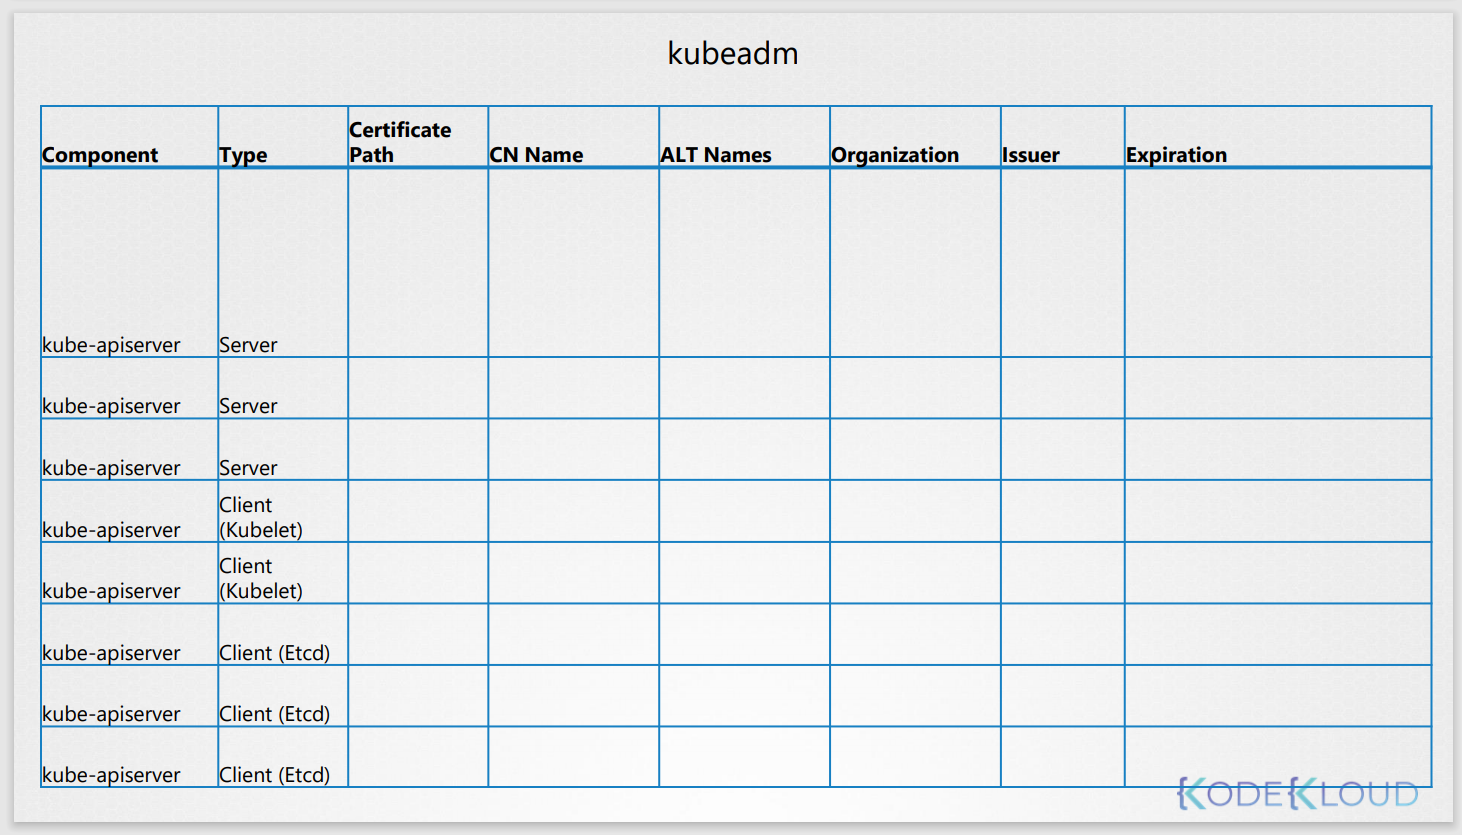 kubeadm
Component Type Certificate Path CN Name ALT Names Organization Issuer Expiration
kube-apiserver Server
kube-apiserver Server
kube-apiserver Server
kube-apiserver Client (Kubelet)
kube-apiserver Client (Kubelet)
kube-apiserver Client (Etcd)
kube-apiserver Client (Etcd)
kube-apiserver Client (Etcd)
KODEKLOUD